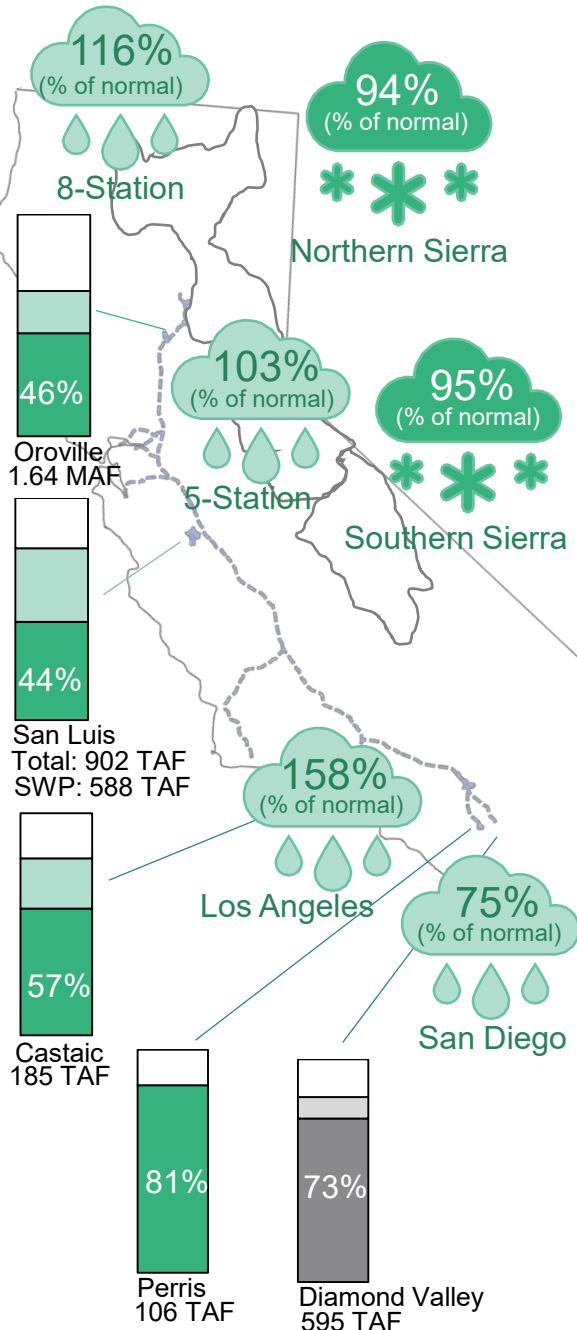 116%
(% of normal)
8-Station
94%
(% of normal)
Northern Sierra
46%
Oroville
1.64 MAF
103%
(% of normal)
5-Station
95%
(% of normal)
Southern Sierra
44%
San Luis
Total: 902 TAF
SWP: 588 TAF
158%
(% of normal)
Los Angeles
75%
(% of normal)
San Diego
57%
Castaic
185 TAF
81%
Perris
106 TAF
73%
Diamond Valley
595 TAF